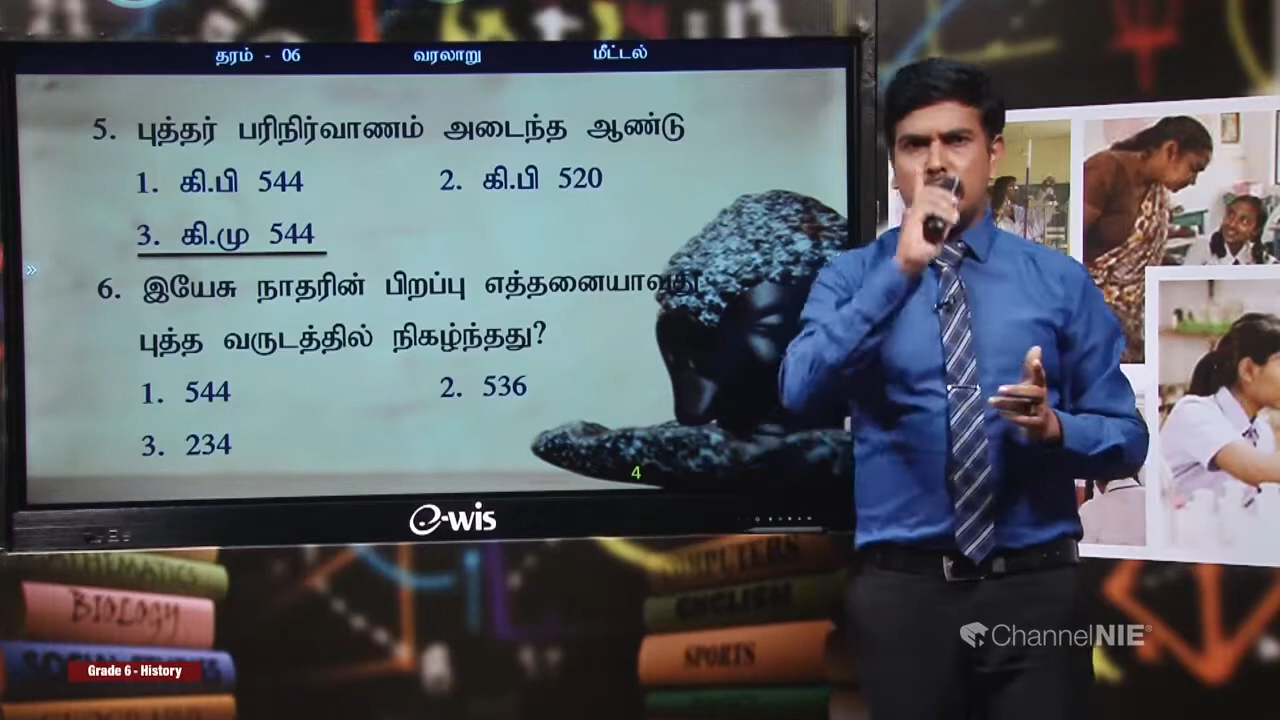 தரம் - 06 வரலாறு மீட்டல்
5. புத்தர் பரிநிர்வாணம் அடைந்த ஆண்டு
1. கி.பி 544 2. கி.பி 520
3. கி.மு 544
6. இயேசு நாதரின் பிறப்பு எத்தனையாவது
புத்த வருடத்தில் நிகழ்ந்தது?
1. 544 2. 536
3. 234
4
e-wis
MATHEMATICS
BIOLOGY
COMPUTERS
ENGLISH
SPORTS
Grade 6 - History
ChannelNIE